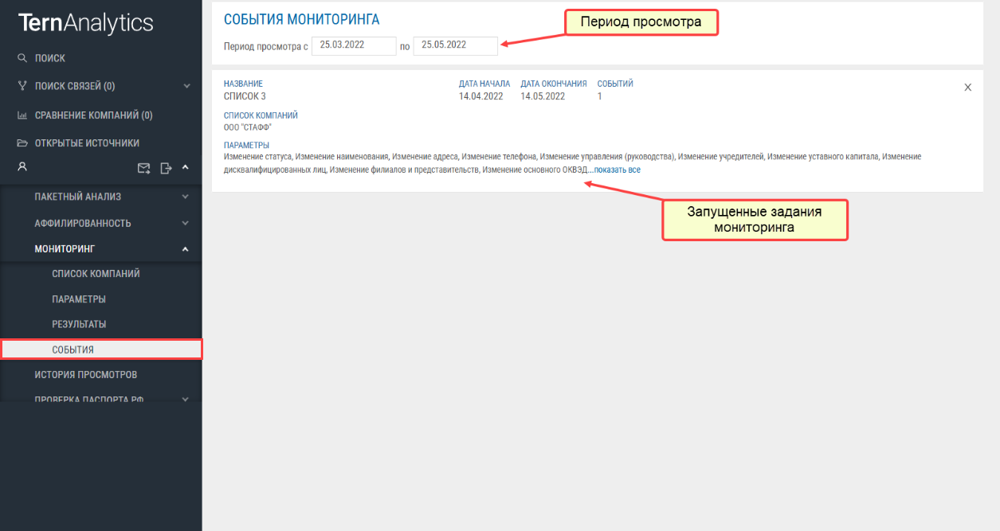 TernAnalytics
ПОИСК
ПОИСК СВЯЗЕЙ (0)
СРАВНЕНИЕ КОМПАНИЙ (0)
ОТКРЫТЫЕ ИСТОЧНИКИ
ПАКЕТНЫЙ АНАЛИЗ
АФФИЛИРОВАННОСТЬ
МОНИТОРИНГ
СПИСОК КОМПАНИЙ
ПАРАМЕТРЫ
РЕЗУЛЬТАТЫ
СОБЫТИЯ
ИСТОРИЯ ПРОСМОТРОВ
ПРОВЕРКА ПАСПОРТА РФ
СОБЫТИЯ МОНИТОРИНГА
Период просмотра
Период просмотра с 25.03.2022 по 25.05.2022
НАЗВАНИЕ ДАТА НАЧАЛА ДАТА ОКОНЧАНИЯ СОБЫТИЙ
СПИСОК 3 14.04.2022 14.05.2022 1
СПИСОК КОМПАНИЙ
ООО "СТАФФ"
ПАРАМЕТРЫ
Изменение статуса, Изменение наименования, Изменение адреса, Изменение телефона, Изменение управления (руководства), Изменение учредителей, Изменение уставного капитала, Изменение
дисквалифицированных лиц, Изменение филиалов и представительств, Изменение основного ОКВЭД...показать все
Запущенные задания
мониторинга